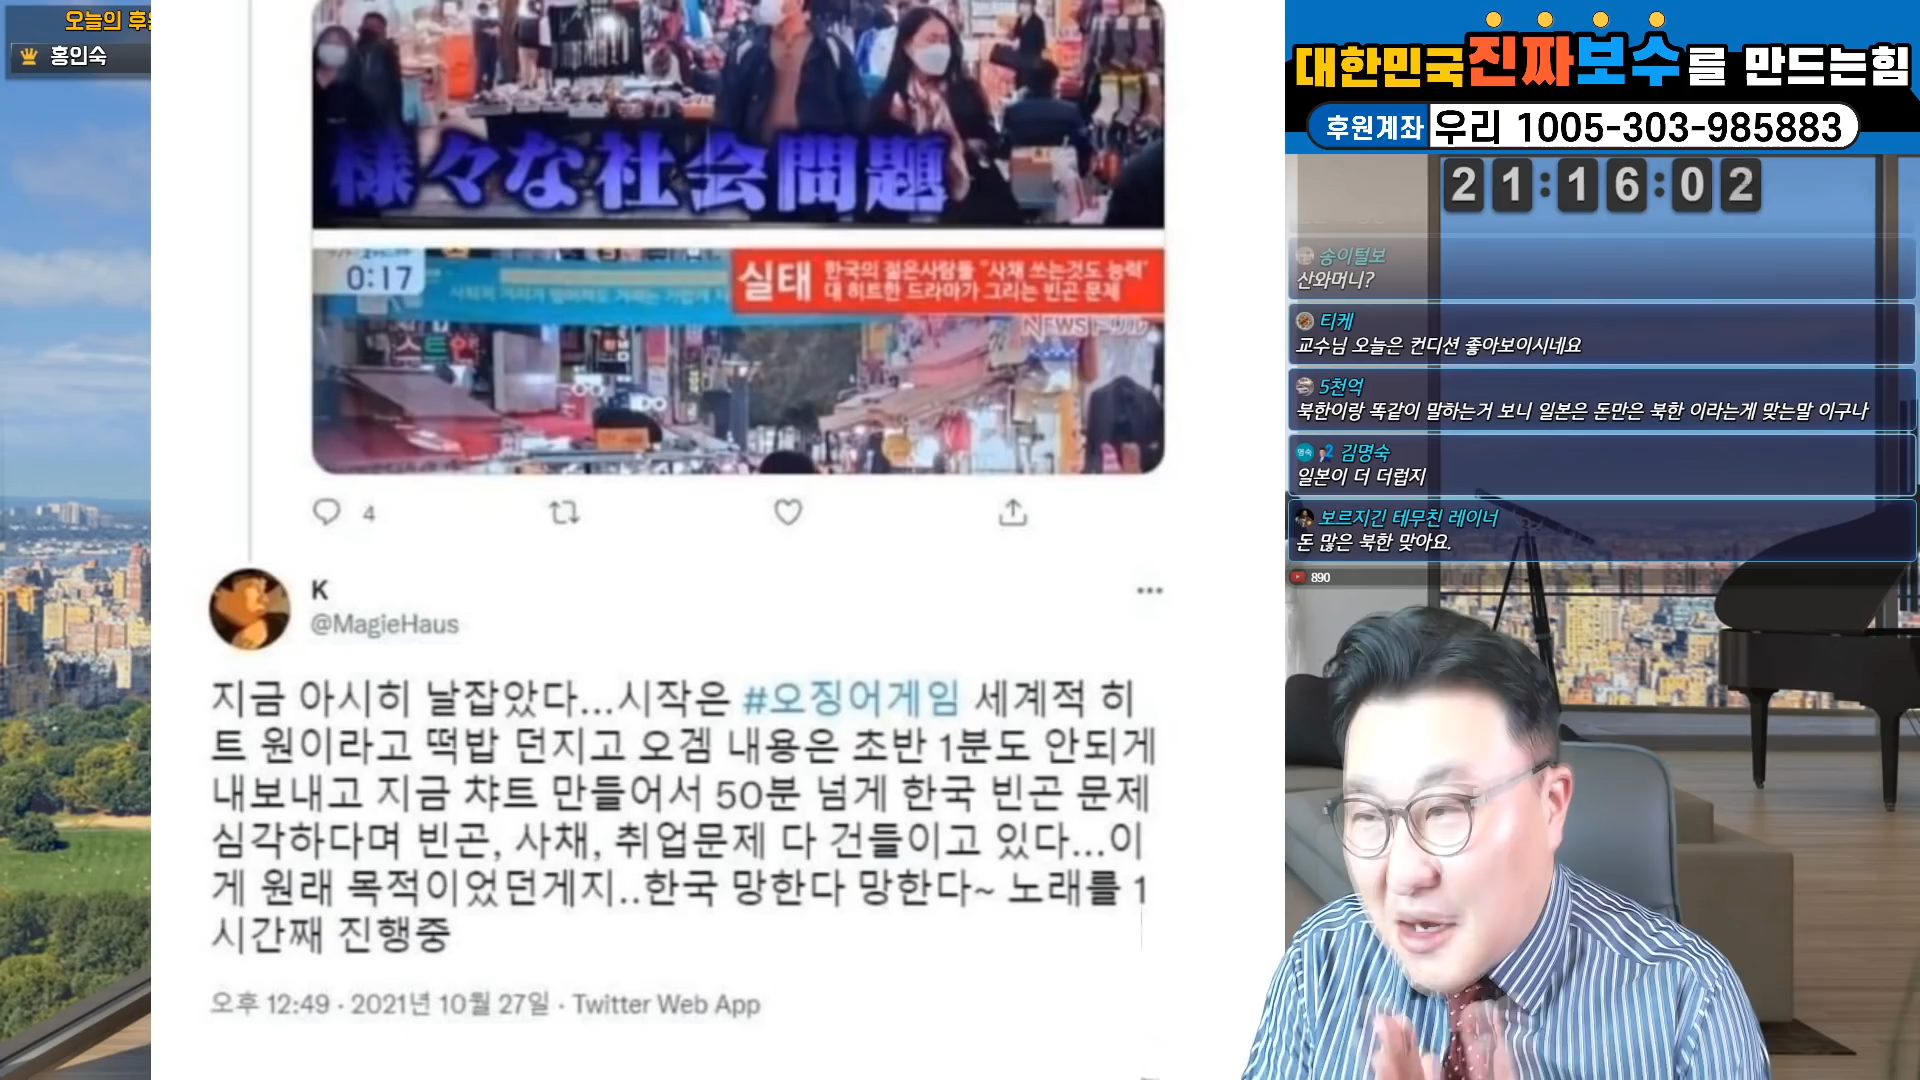 오늘의 후
홍인숙
様々な社会問題
0:17
실태
한국의 젊은사람들 "사채 쓰는것도 능력"
대 히트한 드라마가 그리는 빈곤 문제
NEWS
4
K
@MagieHaus
지금 아시히 날잡았다...시작은 #오징어게임 세계적 히
트 원이라고 떡밥 던지고 오겜 내용은 초반 1분도 안되게
내보내고 지금 챠트 만들어서 50분 넘게 한국 빈곤 문제
심각하다며 빈곤, 사채, 취업문제 다 건들이고 있다...이
게 원래 목적이었던게지..한국 망한다 망한다~ 노래를 1
시간째 진행중
오후 12:49 · 2021년 10월 27일 · Twitter Web App
대한민국진짜보수를 만드는힘
후원계좌 우리 1005-303-985883
21:16:02
송이털보
산와머니?
티케
교수님 오늘은 컨디션 좋아보이시네요
5천억
북한이랑 똑같이 말하는거 보니 일본은 돈만은 북한 이라는게 맞는말 이구나
김명숙
일본이 더 더럽지
보르지긴 테무친 레이너
돈 많은 북한 맞아요.
890